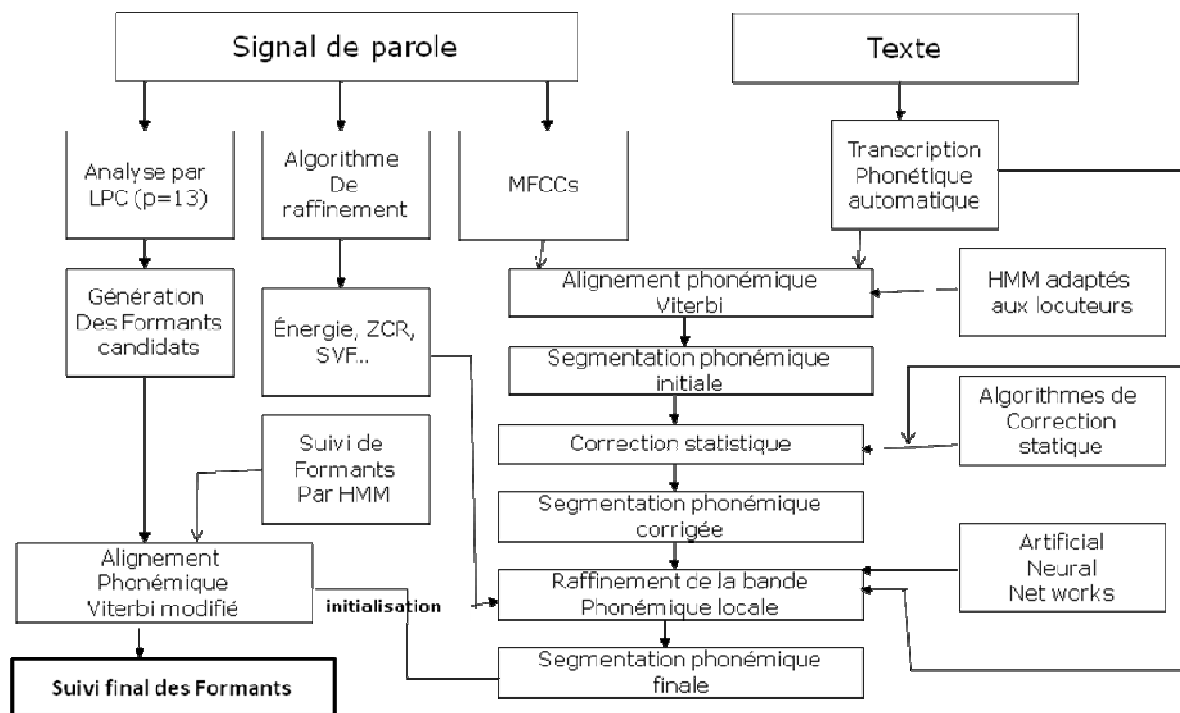 Signal de parole
Texte
Analyse par
LPC (p=13)
Algorithme
De
raffinement
MFCCs
Transcription
Phonétique
automatique
Génération
Des Formants
candidats
Énergie, ZCR,
SVF...
Alignement phonémique
Viterbi
HMM adaptés
aux locuteurs
Segmentation phonémique
initiale
Suivi de
Formants
Par HMM
Correction statistique
Algorithmes de
Correction
statique
Segmentation phonémique
corrigée
Alignement
Phonémique
Viterbi modifié
initialisation
Raffinement de la bande
Phonémique locale
Artificial
Neural
Net works
Segmentation phonémique
finale
Suivi final des Formants